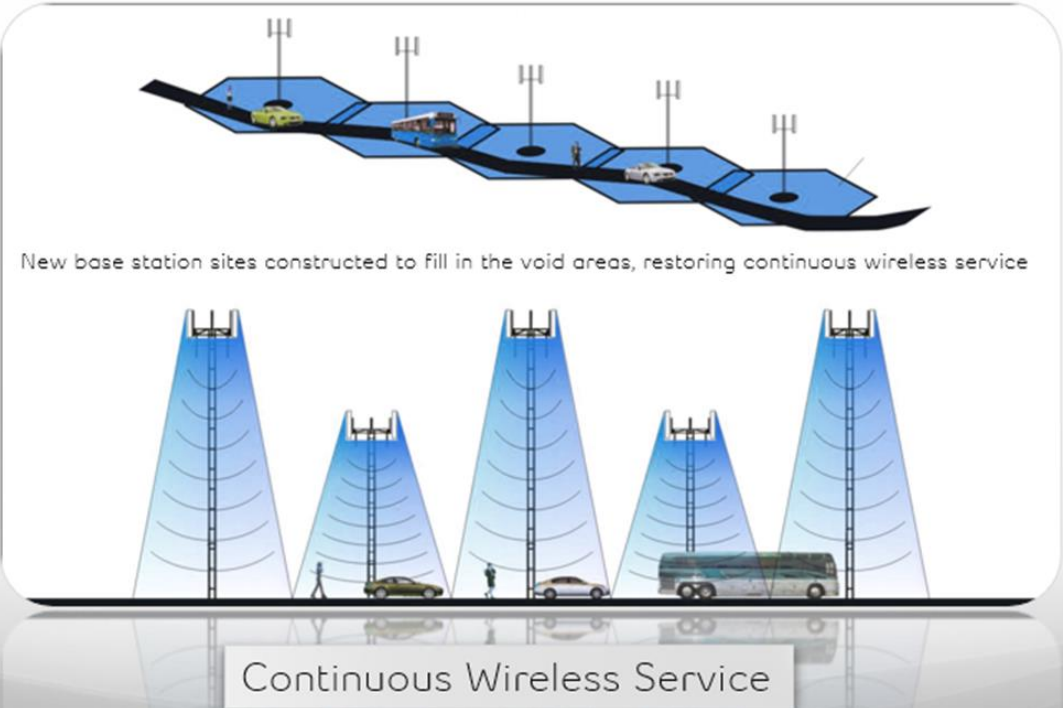 New base station sites constructed to fill in the void areas, restoring continuous wireless service
Continuous Wireless Service